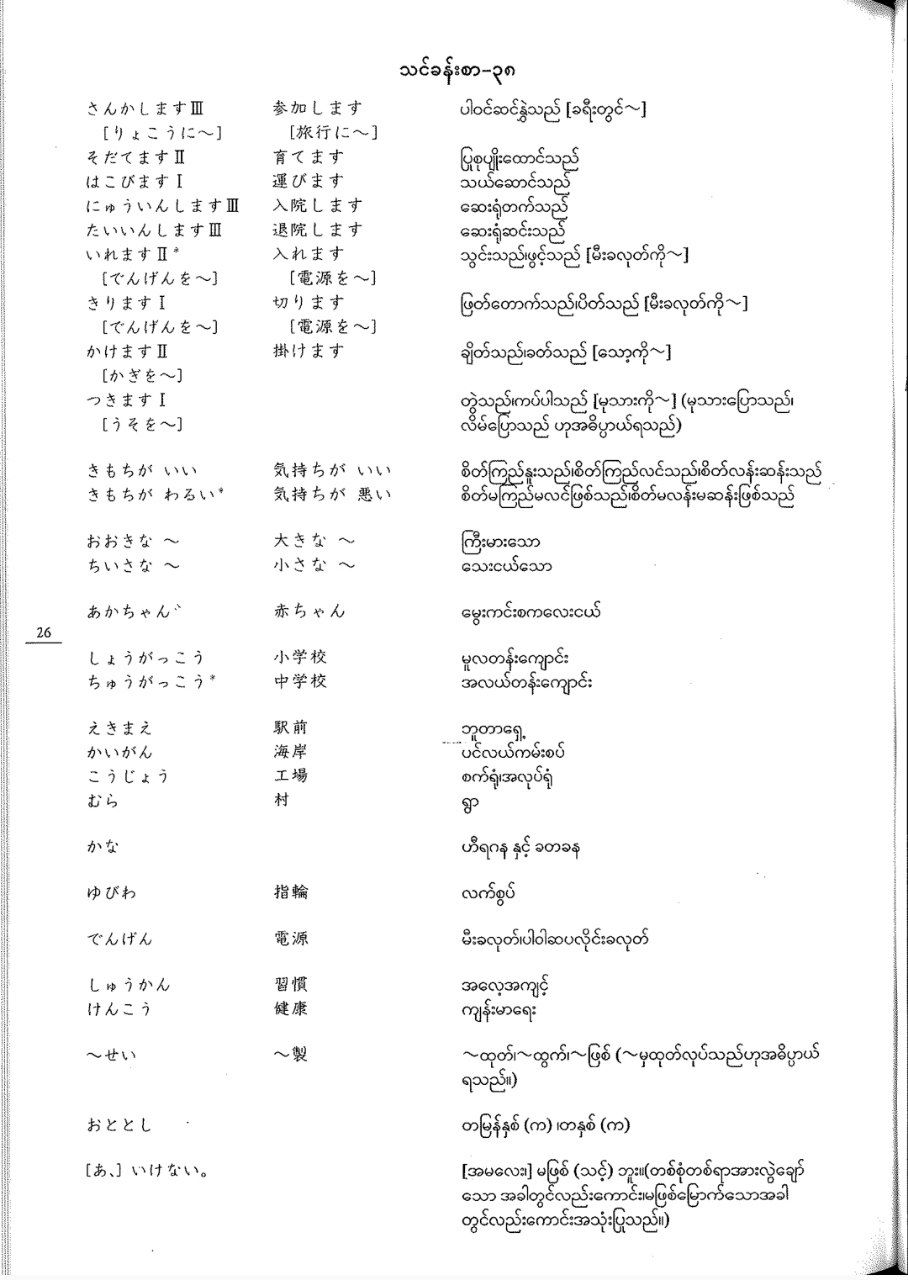 သင်ခန်းစာ-၃၈
さんかしますⅢ 参加します ပါဝင်ဆင်နွှဲသည် [ခရီးတွင်～]
[りょこうに～] [旅行に～]
そだてますⅡ 育てます ပြုစုပျိုးထောင်သည်
はこびますⅠ 運びます သယ်ဆောင်သည်
にゅういんしますⅢ 入院します ဆေးရုံတက်သည်
たいいんしますⅢ 退院します ဆေးရုံဆင်းသည်
いれますⅡ* 入れます သွင်းသည်၊ဖွင့်သည် [မီးခလုတ်ကို～]
[でんげんを～] [電源を～]
きりますⅠ 切ります ဖြတ်တောက်သည်၊ပိတ်သည် [မီးခလုတ်ကို～]
[でんげんを～] [電源を～]
かけますⅡ 掛けます ချိတ်သည်၊ခတ်သည် [သော့ကို～]
[かぎを～]
つきますⅠ တွဲသည်၊ကပ်ပါသည် [မုသားကို～] (မုသားပြောသည်၊
[うそを～] လိမ်ပြောသည် ဟုအဓိပ္ပာယ်ရသည်)
きもちが いい 気持ちが いい စိတ်ကြည်နူးသည်၊စိတ်ကြည်လင်သည်၊စိတ်လန်းဆန်းသည်
きもちが わるい* 気持ちが 悪い စိတ်မကြည်မလင်ဖြစ်သည်၊စိတ်မလန်းမဆန်းဖြစ်သည်
おおきな ～ 大きな ～ ကြီးမားသော
ちいさな ～ 小さな ～ သေးငယ်သော
あかちゃん 赤ちゃん မွေးကင်းစကလေးငယ်
26
しょうがっこう 小学校 မူလတန်းကျောင်း
ちゅうがっこう* 中学校 အလယ်တန်းကျောင်း
えきまえ 駅前 ဘူတာရှေ့
かいがん 海岸 ပင်လယ်ကမ်းစပ်
こうじょう 工場 စက်ရုံ၊အလုပ်ရုံ
むら 村 ရွာ
かな ဟီရဂန နှင့် ခတခန
ゆびわ 指輪 လက်စွပ်
でんげん 電源 မီးခလုတ်၊ပါဝါဆပလိုင်းခလုတ်
しゅうかん 習慣 အလေ့အကျင့်
けんこう 健康 ကျန်းမာရေး
～せい ～製 ～ထုတ်၊～ထွက်၊～ဖြစ် (～မှထုတ်လုပ်သည်ဟုအဓိပ္ပာယ်
ရသည်။)
おととし တမြန်နှစ် (က) ၊တနှစ် (က)
[あ、] いけない。 [အမလေး၊] မဖြစ် (သင့်) ဘူး။(တစ်စုံတစ်ရာအားလွဲချော်
သော အခါတွင်လည်းကောင်း၊မဖြစ်မြောက်သောအခါ
တွင်လည်းကောင်းအသုံးပြုသည်။)